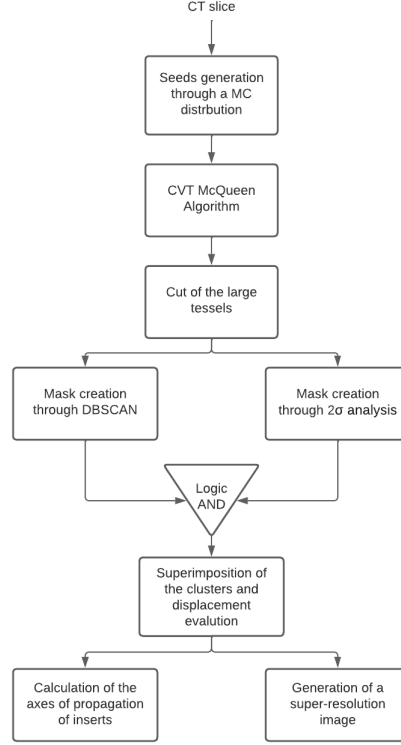 CT slice
Seeds generation
through a MC
distrbution
CVT McQueen
Algorithm
Cut of the large
tessels
Mask creation
through DBSCAN
Mask creation
through 2σ analysis
Logic
AND
Superimposition of
the clusters and
displacement
evalution
Calculation of the
axes of propagation
of inserts
Generation of a
super-resolution
image